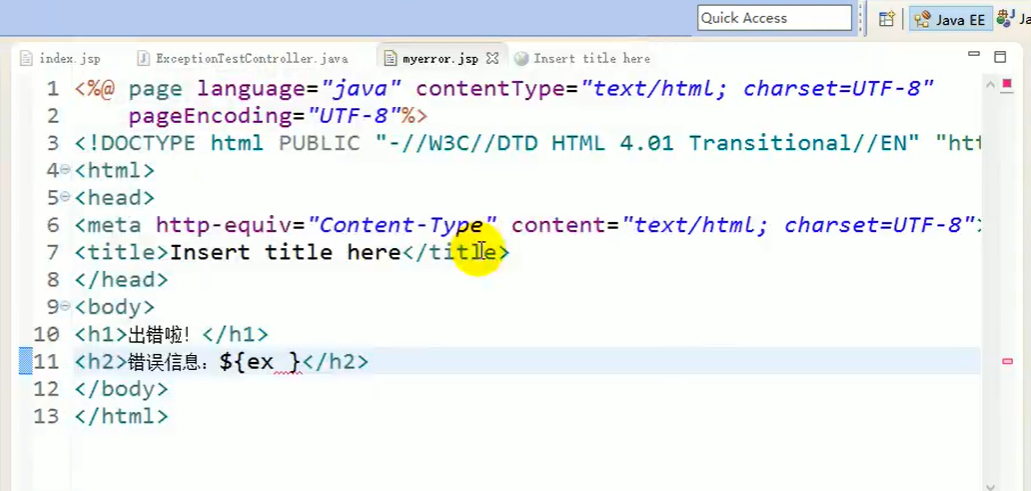 Quick Access
Java EE
Ja
index.jsp
ExceptionTestController.java
myerror.jsp
Insert title here
1 <%@ page language="java" contentType="text/html; charset=UTF-8"
2 pageEncoding="UTF-8"%>
3 <!DOCTYPE html PUBLIC "-//W3C//DTD HTML 4.01 Transitional//EN" "htt
4 <html>
5 <head>
6 <meta http-equiv="Content-Type" content="text/html; charset=UTF-8">
7 <title>Insert title here</title>
8 </head>
9 <body>
10 <h1>出错啦！</h1>
11 <h2>错误信息：${ex }</h2>
12 </body>
13 </html>